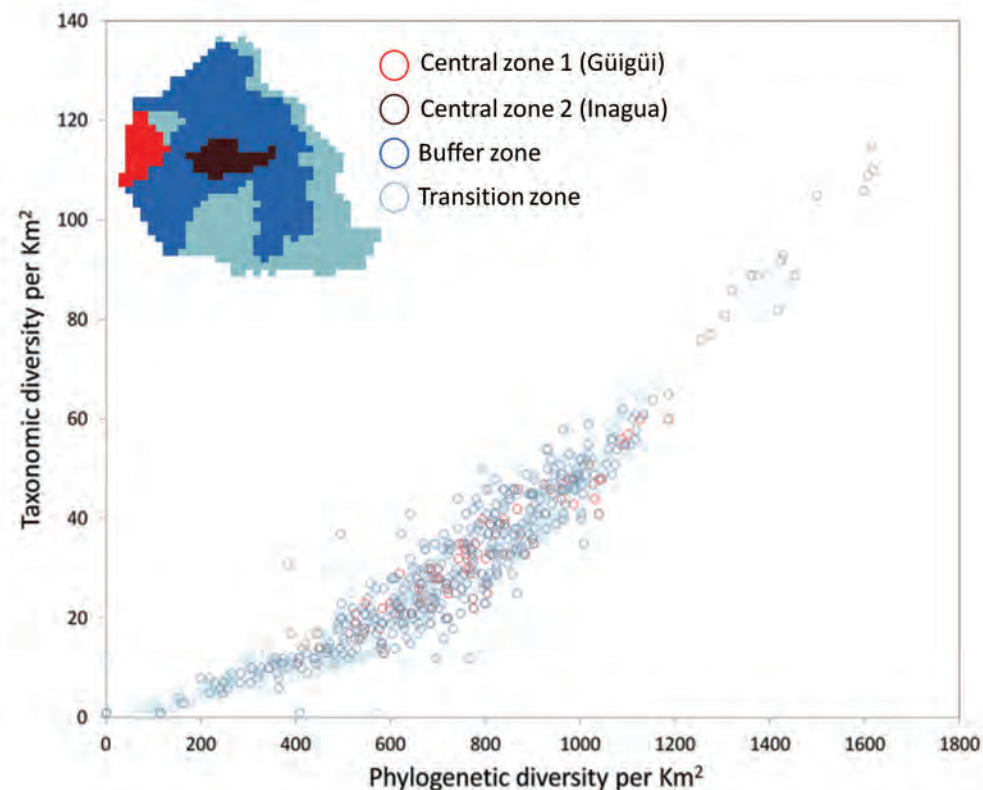 140
120
100
80
60
40
20
0
Taxonomic diversity per Km²
Central zone 1 (Güigüi)
Central zone 2 (Inagua)
Buffer zone
Transition zone
0 200 400 600 800 1000 1200 1400 1600 1800
Phylogenetic diversity per Km²